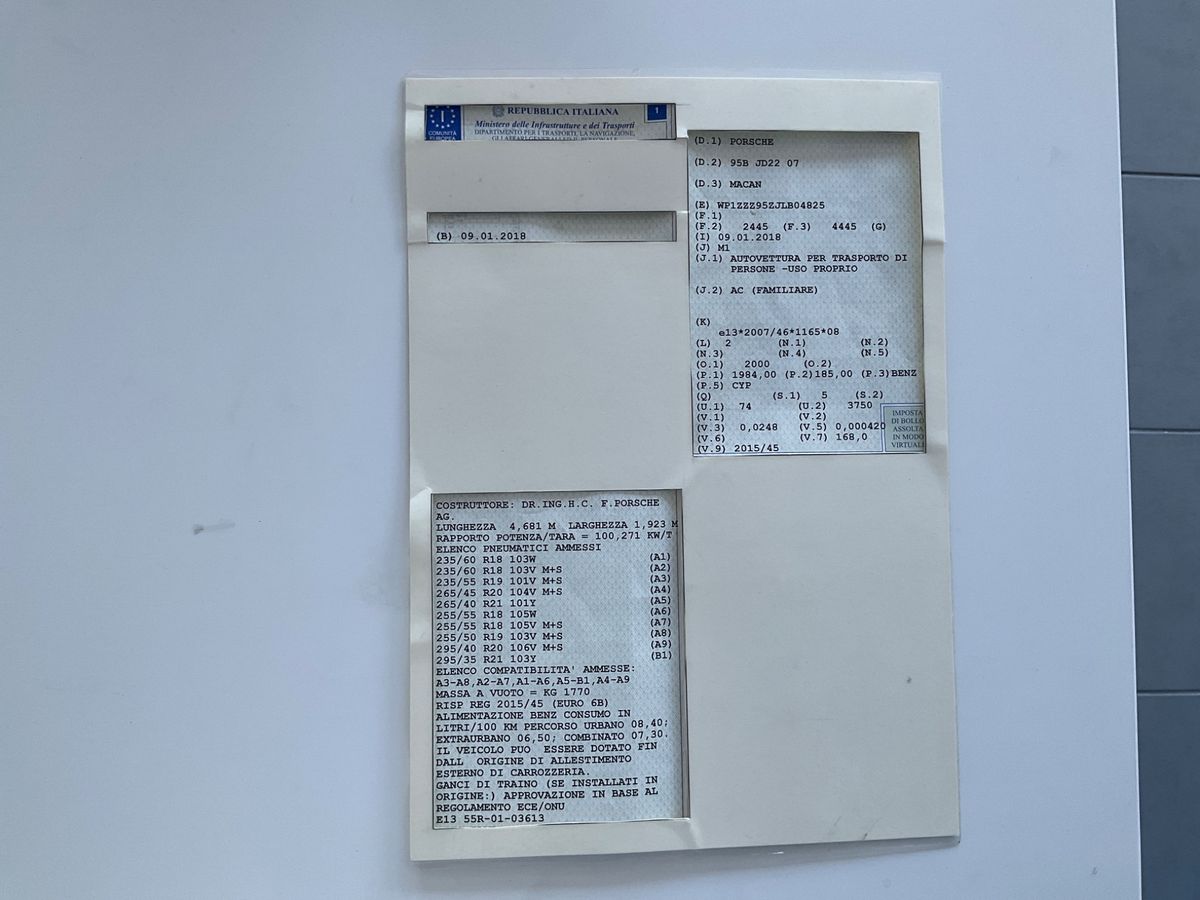 I
COMUNITÀ
EUROPEA
REPUBBLICA ITALIANA
Ministero delle Infrastrutture e dei Trasporti
DIPARTIMENTO PER I TRASPORTI, LA NAVIGAZIONE,
GLI AFFARI GENERALI ED IL PERSONALE
1
(B) 09.01.2018
(D.1) PORSCHE
(D.2) 95B JD22 07
(D.3) MACAN
(E) WP1ZZZ95ZJLB04825
(F.1)
(F.2) 2445 (F.3) 4445 (G)
(I) 09.01.2018
(J) M1
(J.1) AUTOVETTURA PER TRASPORTO DI
PERSONE -USO PROPRIO
(J.2) AC (FAMILIARE)
(K)
e13*2007/46*1165*08
(L) 2 (N.1) (N.2)
(N.3) (N.4) (N.5)
(O.1) 2000 (O.2)
(P.1) 1984,00 (P.2)185,00 (P.3)BENZ
(P.5) CYP
(Q) (S.1) 5 (S.2)
(U.1) 74 (U.2) 3750
(V.1) (V.2)
(V.3) 0,0248 (V.5) 0,000420
(V.6) (V.7) 168,0
(V.9) 2015/45
IMPOSTA
DI BOLLO
ASSOLTA
IN MODO
VIRTUALE
COSTRUTTORE: DR.ING.H.C. F.PORSCHE
AG.
LUNGHEZZA 4,681 M LARGHEZZA 1,923 M
RAPPORTO POTENZA/TARA = 100,271 KW/T
ELENCO PNEUMATICI AMMESSI
235/60 R18 103W (A1)
235/60 R18 103V M+S (A2)
235/55 R19 101V M+S (A3)
265/45 R20 104V M+S (A4)
265/40 R21 101Y (A5)
255/55 R18 105W (A6)
255/55 R18 105V M+S (A7)
255/50 R19 103V M+S (A8)
295/40 R20 106V M+S (A9)
295/35 R21 103Y (B1)
ELENCO COMPATIBILITA' AMMESSE:
A3-A8,A2-A7,A1-A6,A5-B1,A4-A9
MASSA A VUOTO = KG 1770
RISP REG 2015/45 (EURO 6B)
ALIMENTAZIONE BENZ CONSUMO IN
LITRI/100 KM PERCORSO URBANO 08,40;
EXTRAURBANO 06,50; COMBINATO 07,30.
IL VEICOLO PUO ESSERE DOTATO FIN
DALL ORIGINE DI ALLESTIMENTO
ESTERNO DI CARROZZERIA.
GANCI DI TRAINO (SE INSTALLATI IN
ORIGINE:) APPROVAZIONE IN BASE AL
REGOLAMENTO ECE/ONU
E13 55R-01-03613